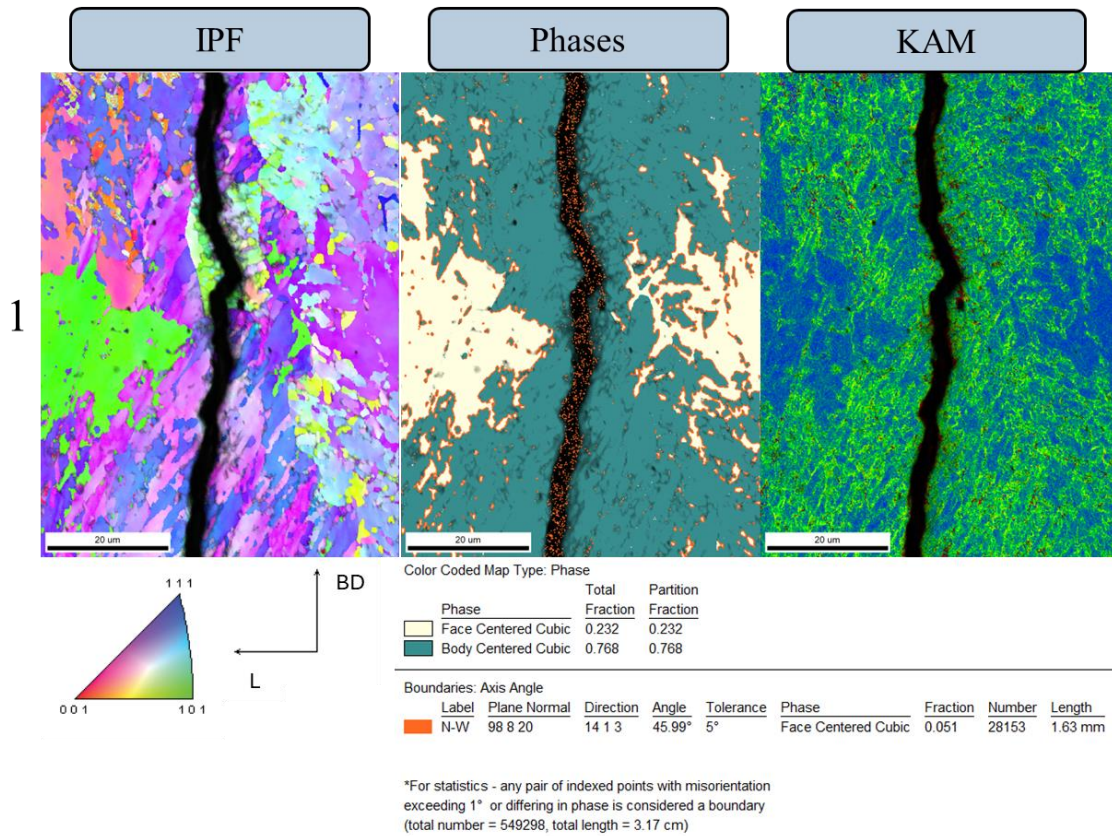 IPF
Phases
KAM
1
20 um
20 um
20 um
111
001
101
BD
L
Color Coded Map Type: Phase
Total Partition
Phase Fraction Fraction
Face Centered Cubic 0.232 0.232
Body Centered Cubic 0.768 0.768
Boundaries: Axis Angle
Label Plane Normal Direction Angle Tolerance Phase Fraction Number Length
N-W 98 8 20 14 1 3 45.99° 5° Face Centered Cubic 0.051 28153 1.63 mm
*For statistics - any pair of indexed points with misorientation
exceeding 1° or differing in phase is considered a boundary
(total number = 549298, total length = 3.17 cm)